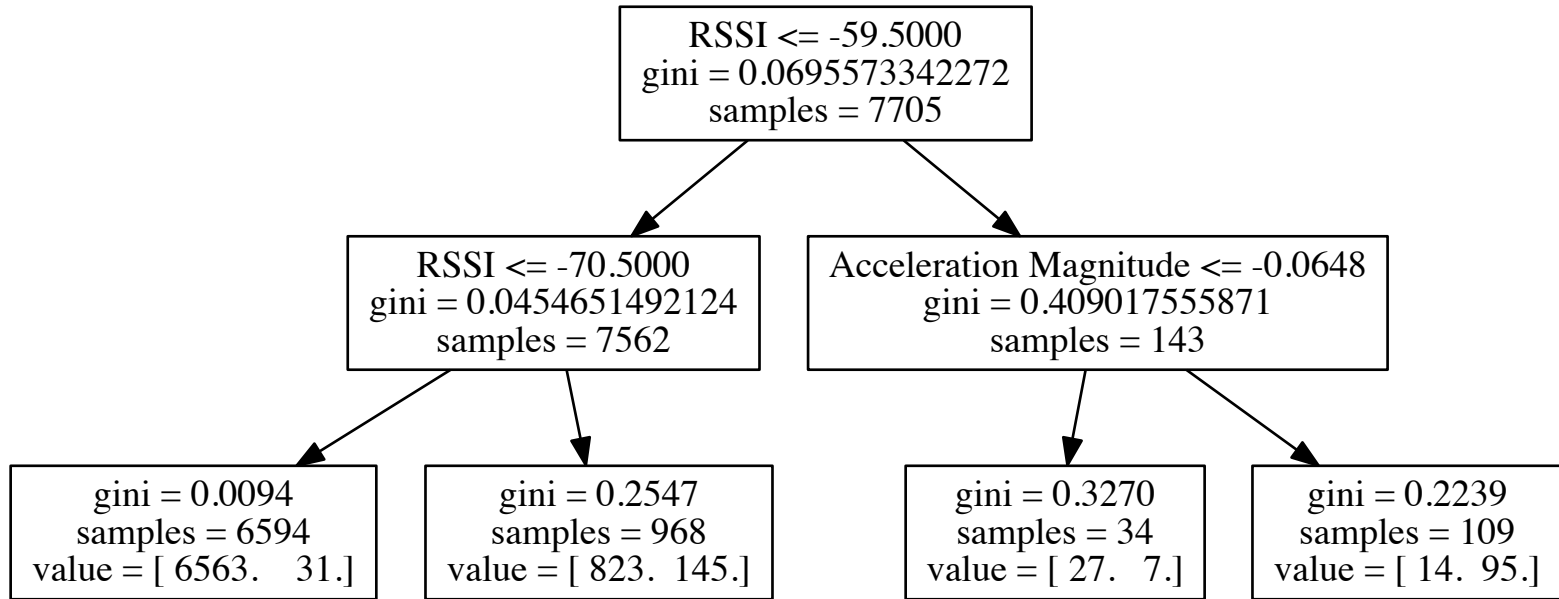 RSSI <= -59.5000
gini = 0.0695573342272
samples = 7705
RSSI <= -70.5000
gini = 0.0454651492124
samples = 7562
Acceleration Magnitude <= -0.0648
gini = 0.409017555871
samples = 143
gini = 0.0094
samples = 6594
value = [ 6563.    31.]
gini = 0.2547
samples = 968
value = [ 823.  145.]
gini = 0.3270
samples = 34
value = [ 27.   7.]
gini = 0.2239
samples = 109
value = [ 14.  95.]